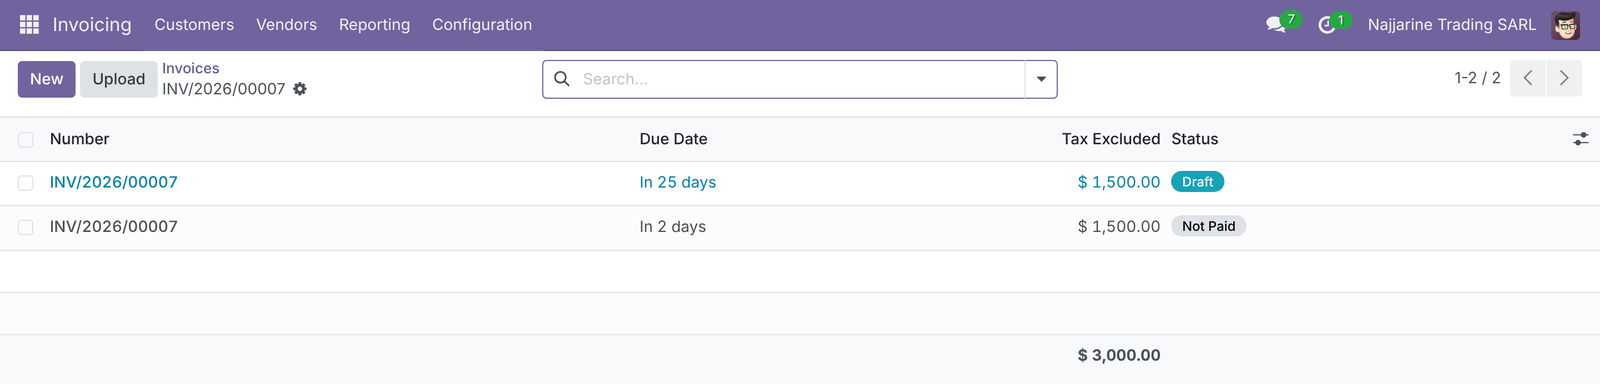 Invoicing Customers Vendors Reporting Configuration 7 1 Najjarine Trading SARL
New Upload Invoices Search... 1-2 / 2
INV/2026/00007
Number Due Date Tax Excluded Status
INV/2026/00007 In 25 days $ 1,500.00 Draft
INV/2026/00007 In 2 days $ 1,500.00 Not Paid
$ 3,000.00